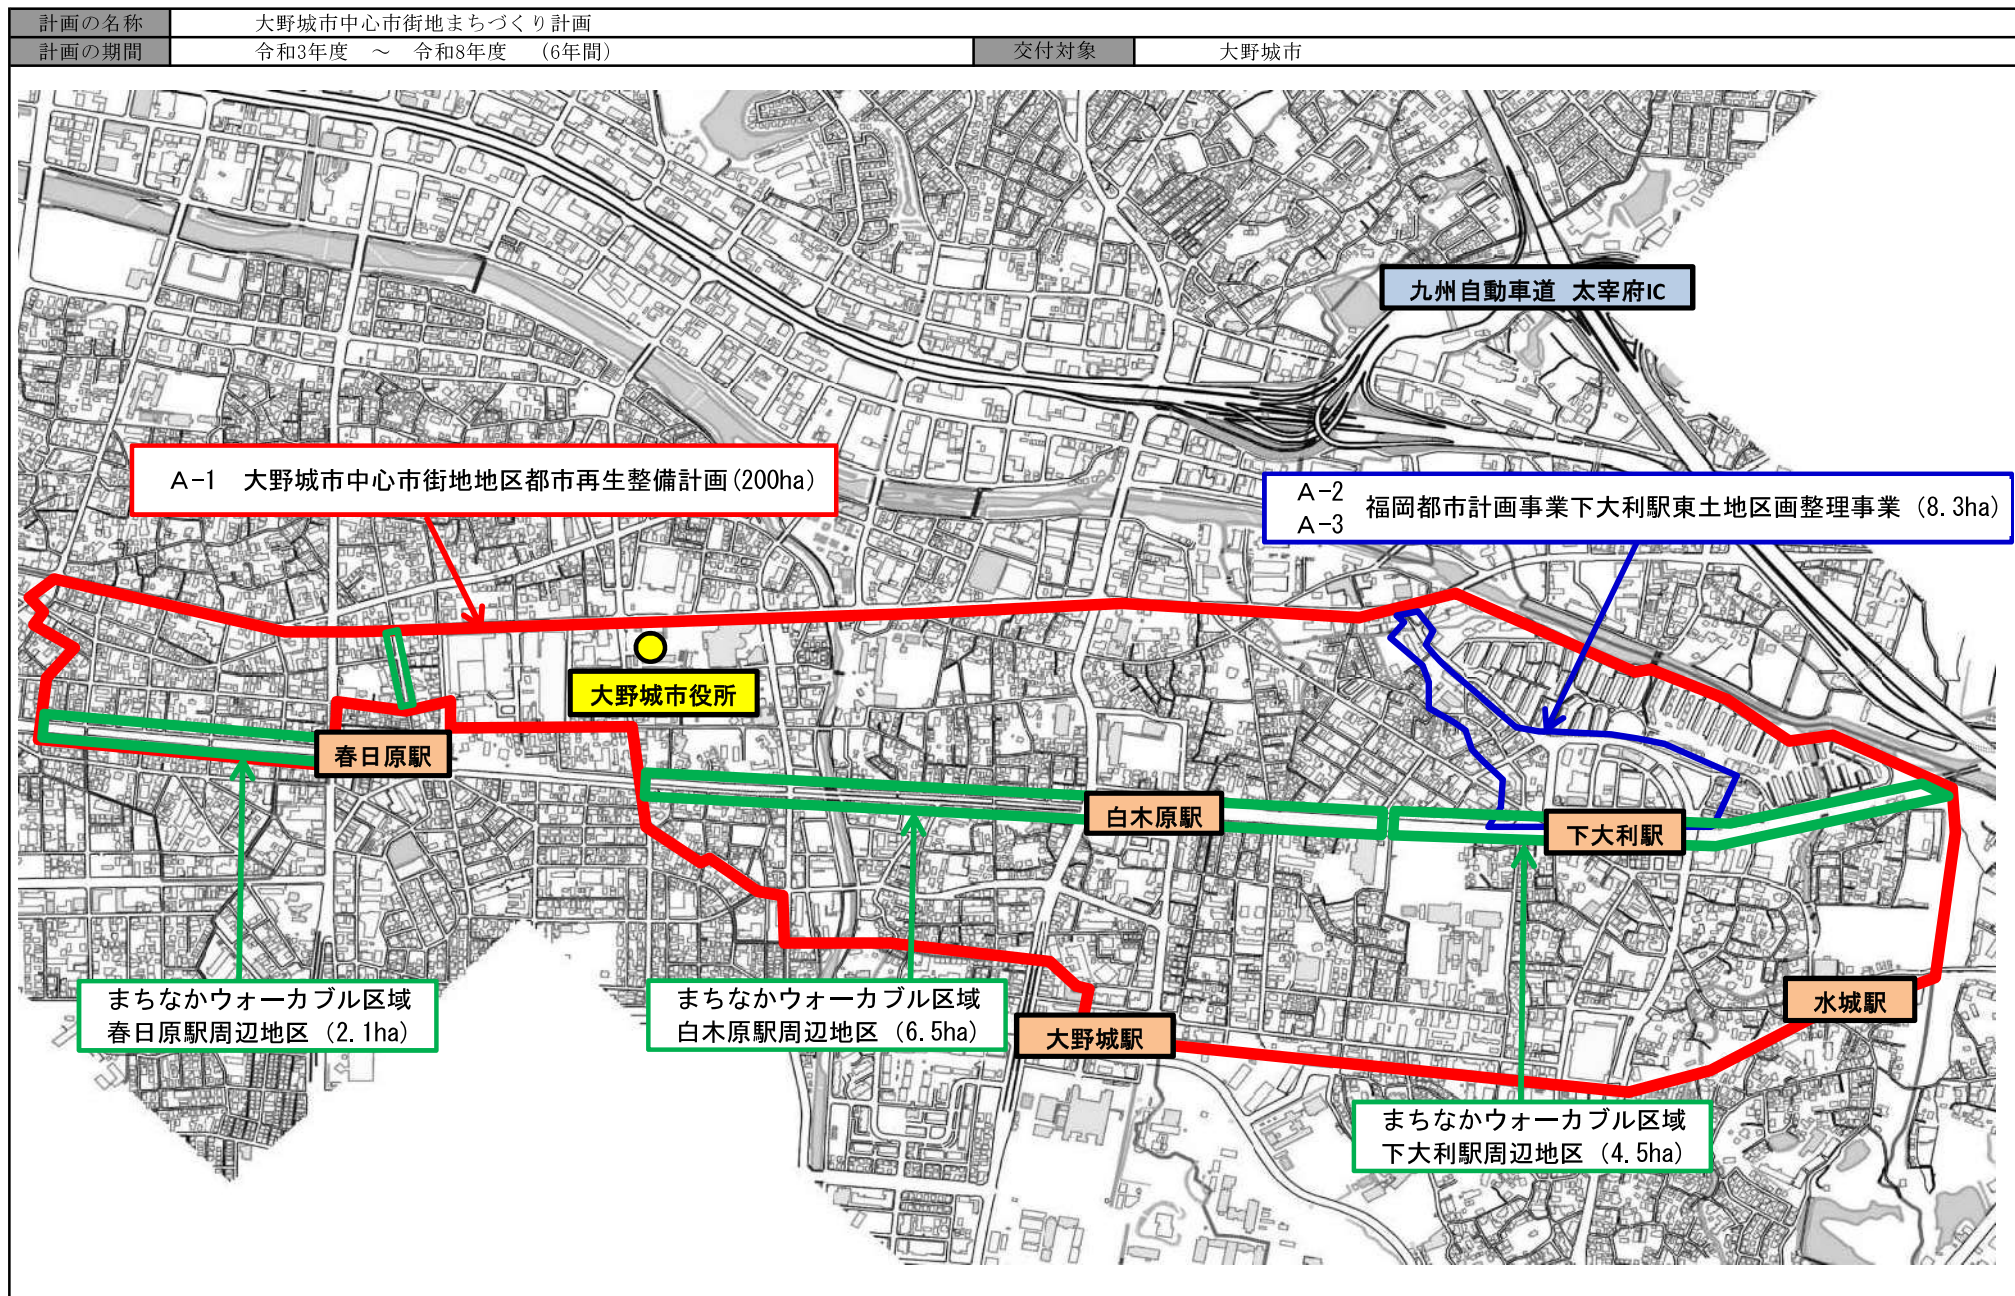 計画の名称 大野城市中心市街地まちづくり計画
計画の期間 令和3年度 ～ 令和8年度 （6年間） 交付対象 大野城市
九州自動車道 太宰府IC
A-1 大野城市中心市街地地区都市再生整備計画(200ha)
A-2
A-3
福岡都市計画事業下大利駅東土地区画整理事業（8.3ha）
大野城市役所
春日原駅
白木原駅
下大利駅
水城駅
大野城駅
まちなかウォーカブル区域
春日原駅周辺地区（2.1ha）
まちなかウォーカブル区域
白木原駅周辺地区（6.5ha）
まちなかウォーカブル区域
下大利駅周辺地区（4.5ha）